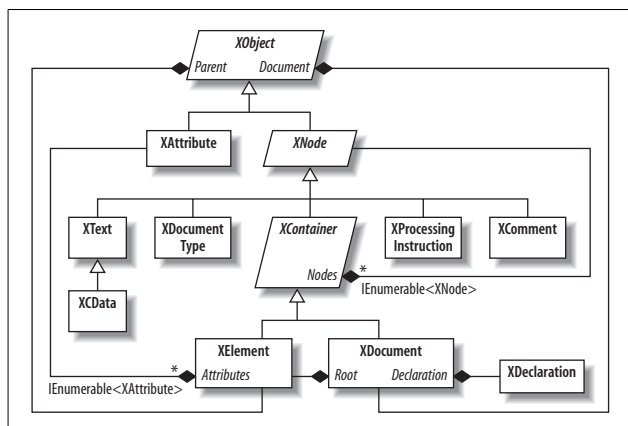 XObject
Parent Document
XAttribute
XNode
XText
XDocument
Type
XContainer
Nodes
XProcessing
Instruction
XComment
*
IEnumerable<XNode>
XCData
*
IEnumerable<XAttribute>
XElement
Attributes
XDocument
Root Declaration
XDeclaration